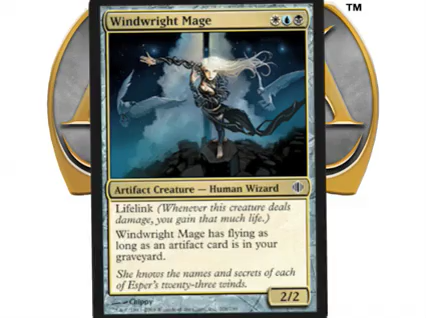 Windwright Mage
TM
Artifact Creature — Human Wizard
Lifelink (Whenever this creature deals
damage, you gain that much life.)
Windwright Mage has flying as
long as an artifact card is in your
graveyard.
She knows the names and secrets of each
of Esper's twenty-three winds.
Chippy
2/2